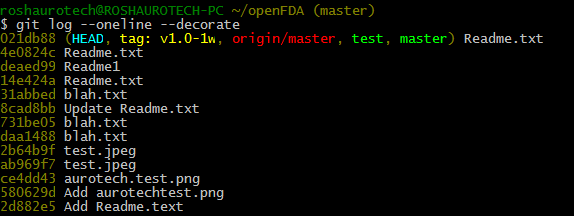 roshaurotech@ROSHAUROTECH-PC ~/openFDA (master)
$ git log --oneline --decorate
021db88 (HEAD, tag: v1.0-1w, origin/master, test, master) Readme.txt
4e0824c Readme.txt
deaed99 Readme1
14e424a Readme.txt
31abbed blah.txt
8cad8bb Update Readme.txt
731be05 blah.txt
daa1488 blah.txt
2b64b9f test.jpeg
ab969f7 test.jpeg
ce4dd43 aurotech.test.png
580629d Add aurotechtest.png
2d882e5 Add Readme.text